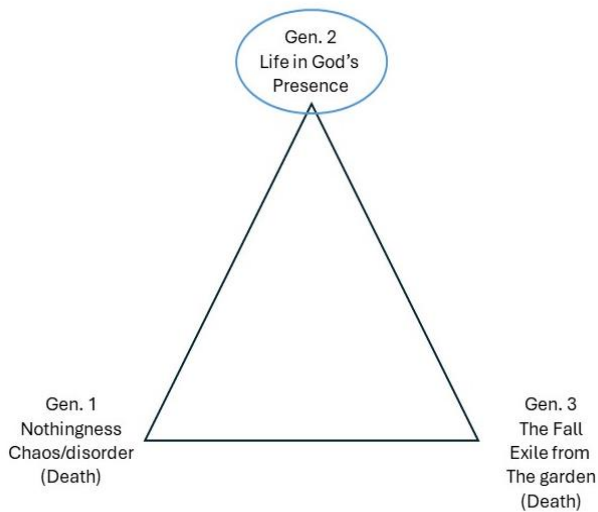 Gen. 2
Life in God's
Presence
Gen. 1
Nothingness
Chaos/disorder
(Death)
Gen. 3
The Fall
Exile from
The garden
(Death)